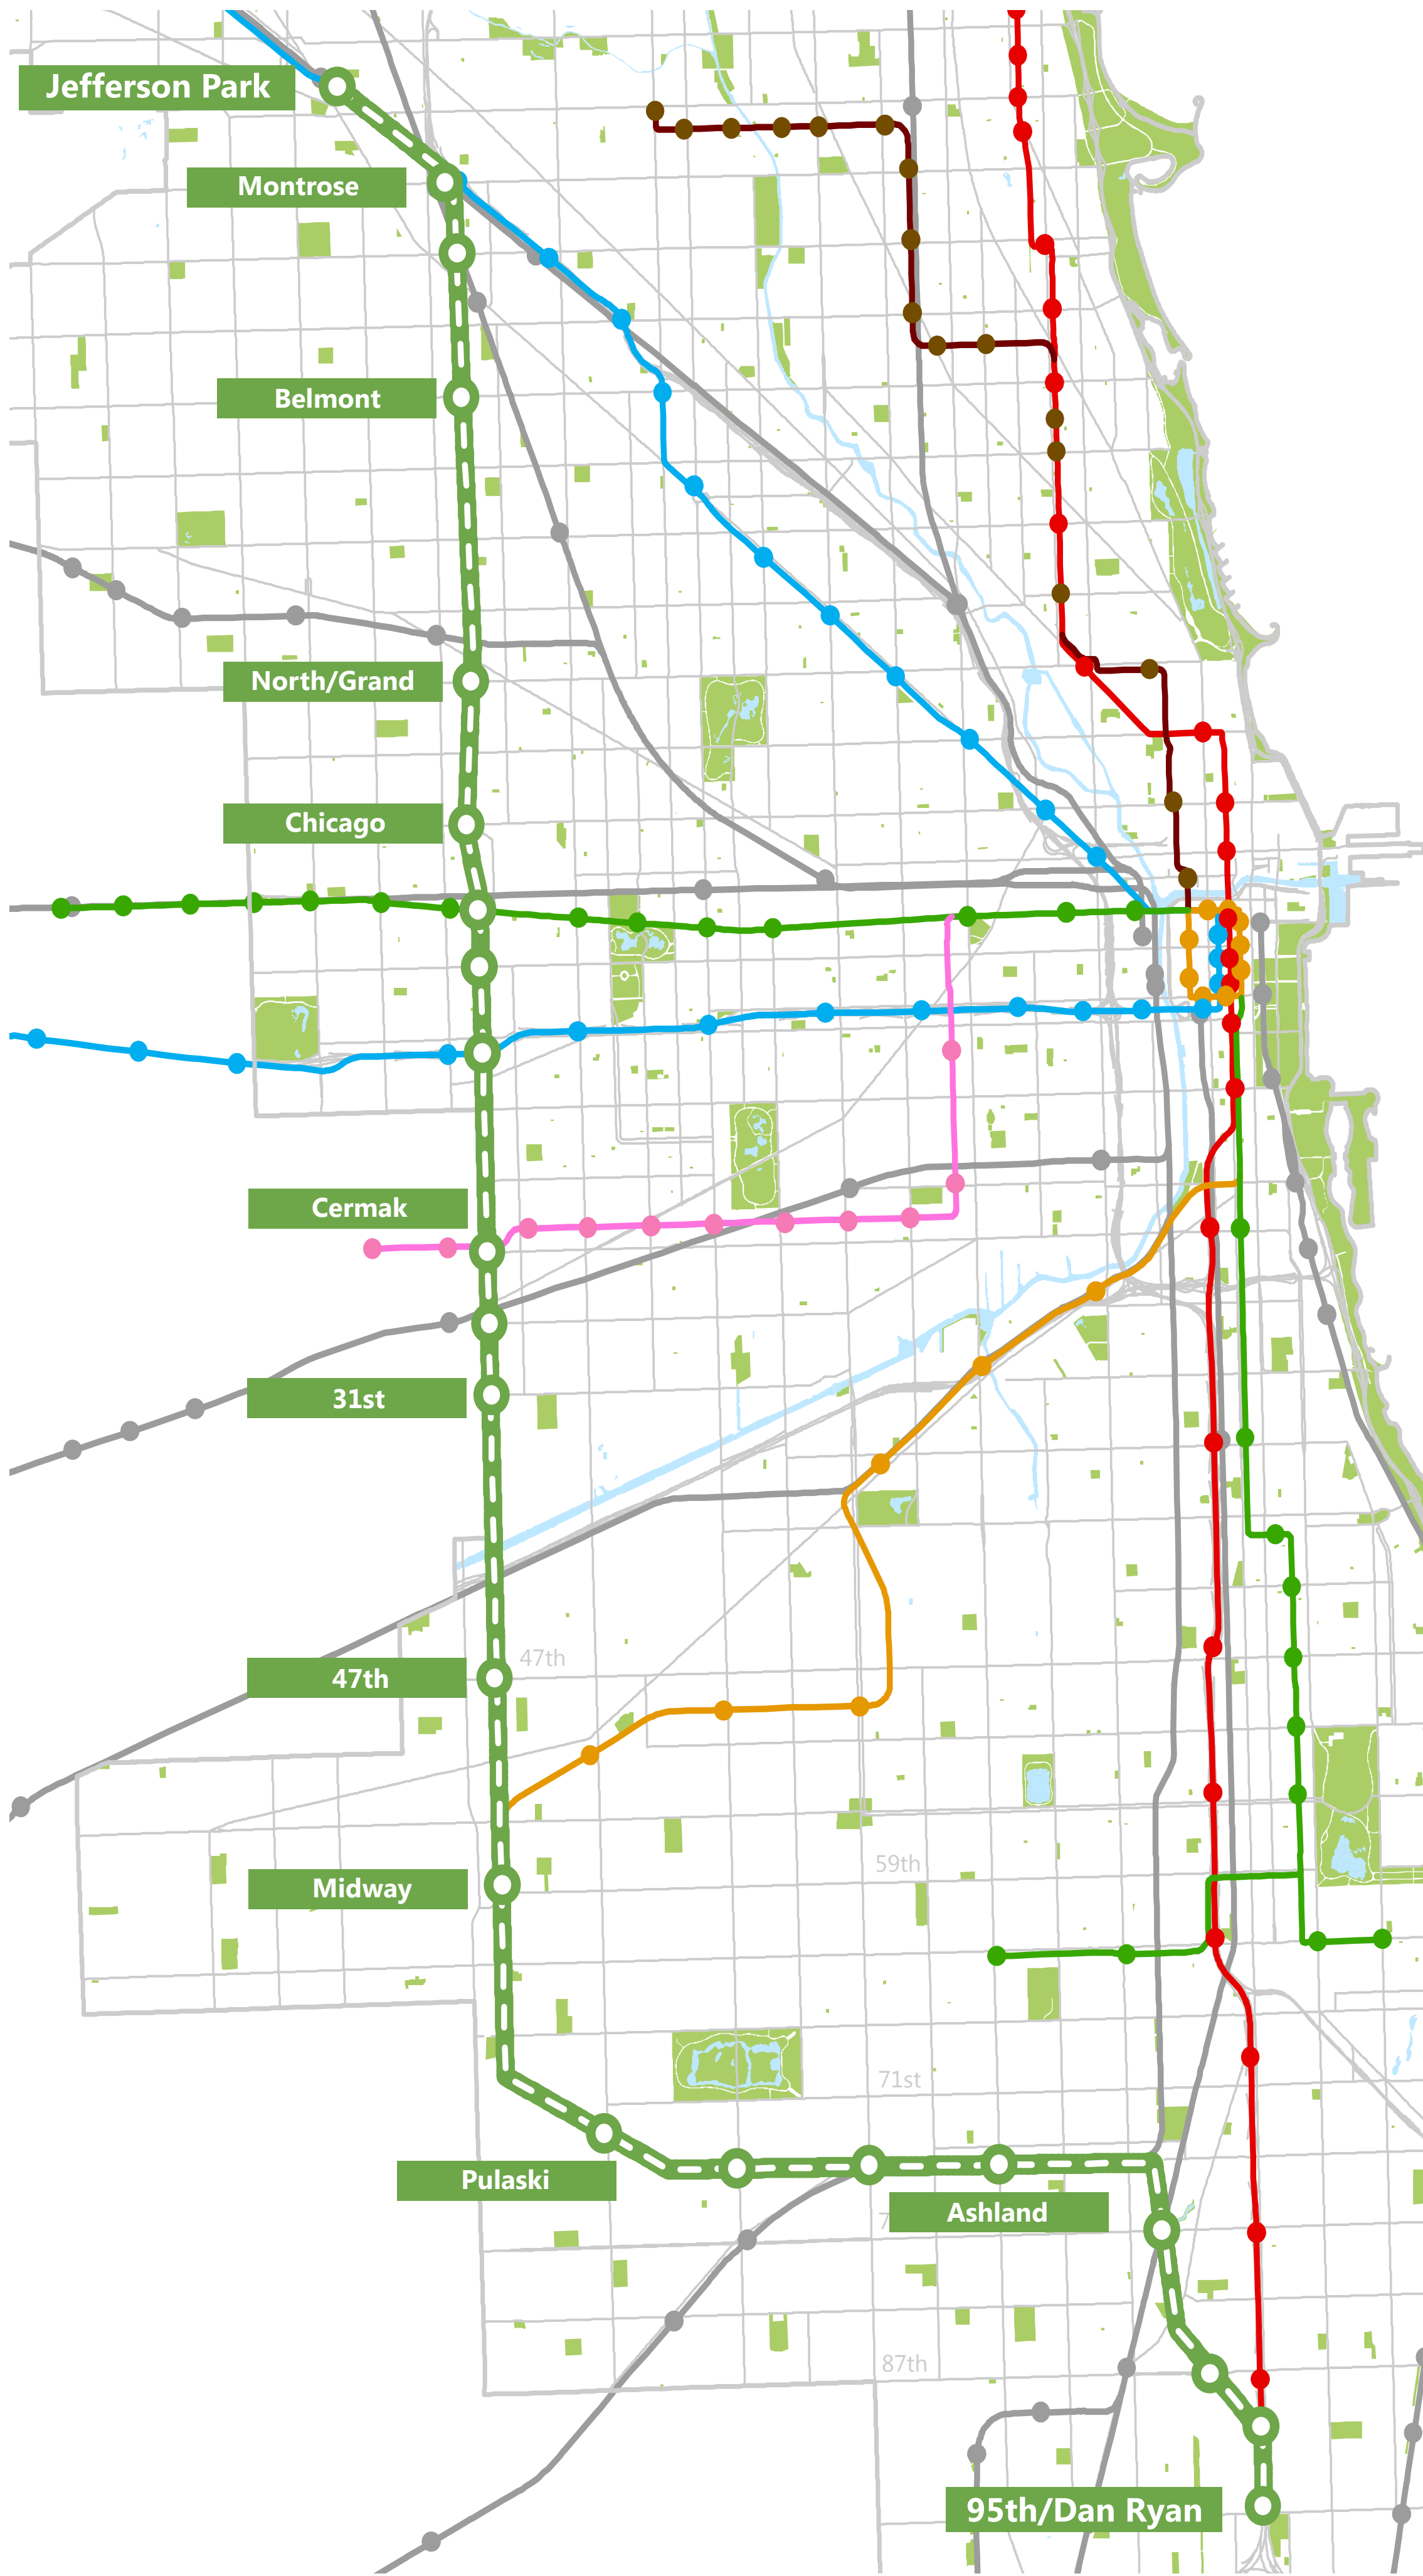 Jefferson Park
Montrose
Belmont
North/Grand
Chicago
Cermak
31st
47th
47th
59th
Midway
71st
Pulaski
Ashland
7
87th
95th/Dan Ryan